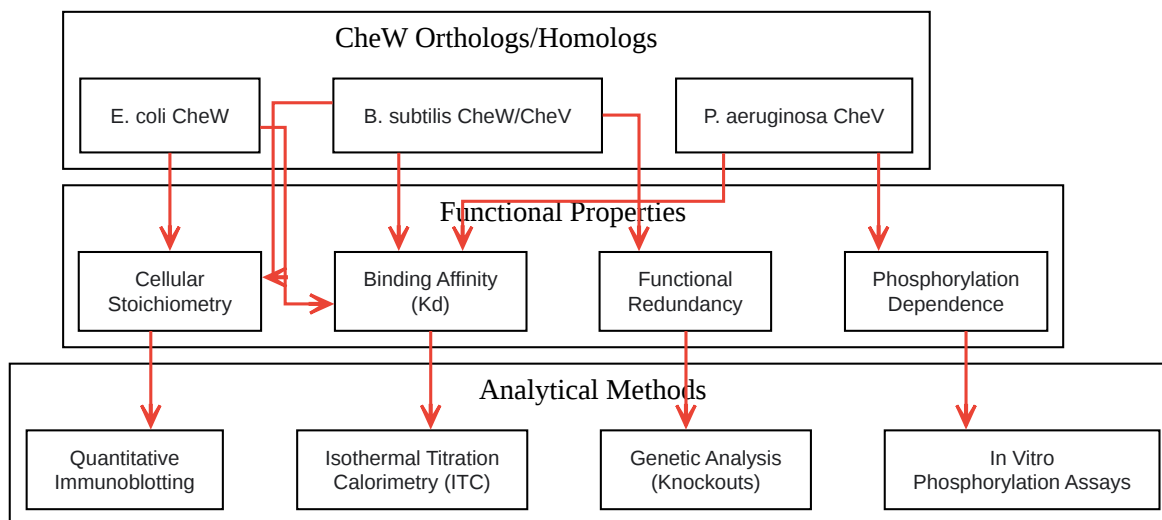 CheW Orthologs/Homologs
E. coli CheW
B. subtilis CheW/CheV
P. aeruginosa CheV
Functional Properties
Cellular
Stoichiometry
Binding Affinity
(Kd)
Functional
Redundancy
Phosphorylation
Dependence
Analytical Methods
Quantitative
Immunoblotting
Isothermal Titration
Calorimetry (ITC)
Genetic Analysis
(Knockouts)
In Vitro
Phosphorylation Assays